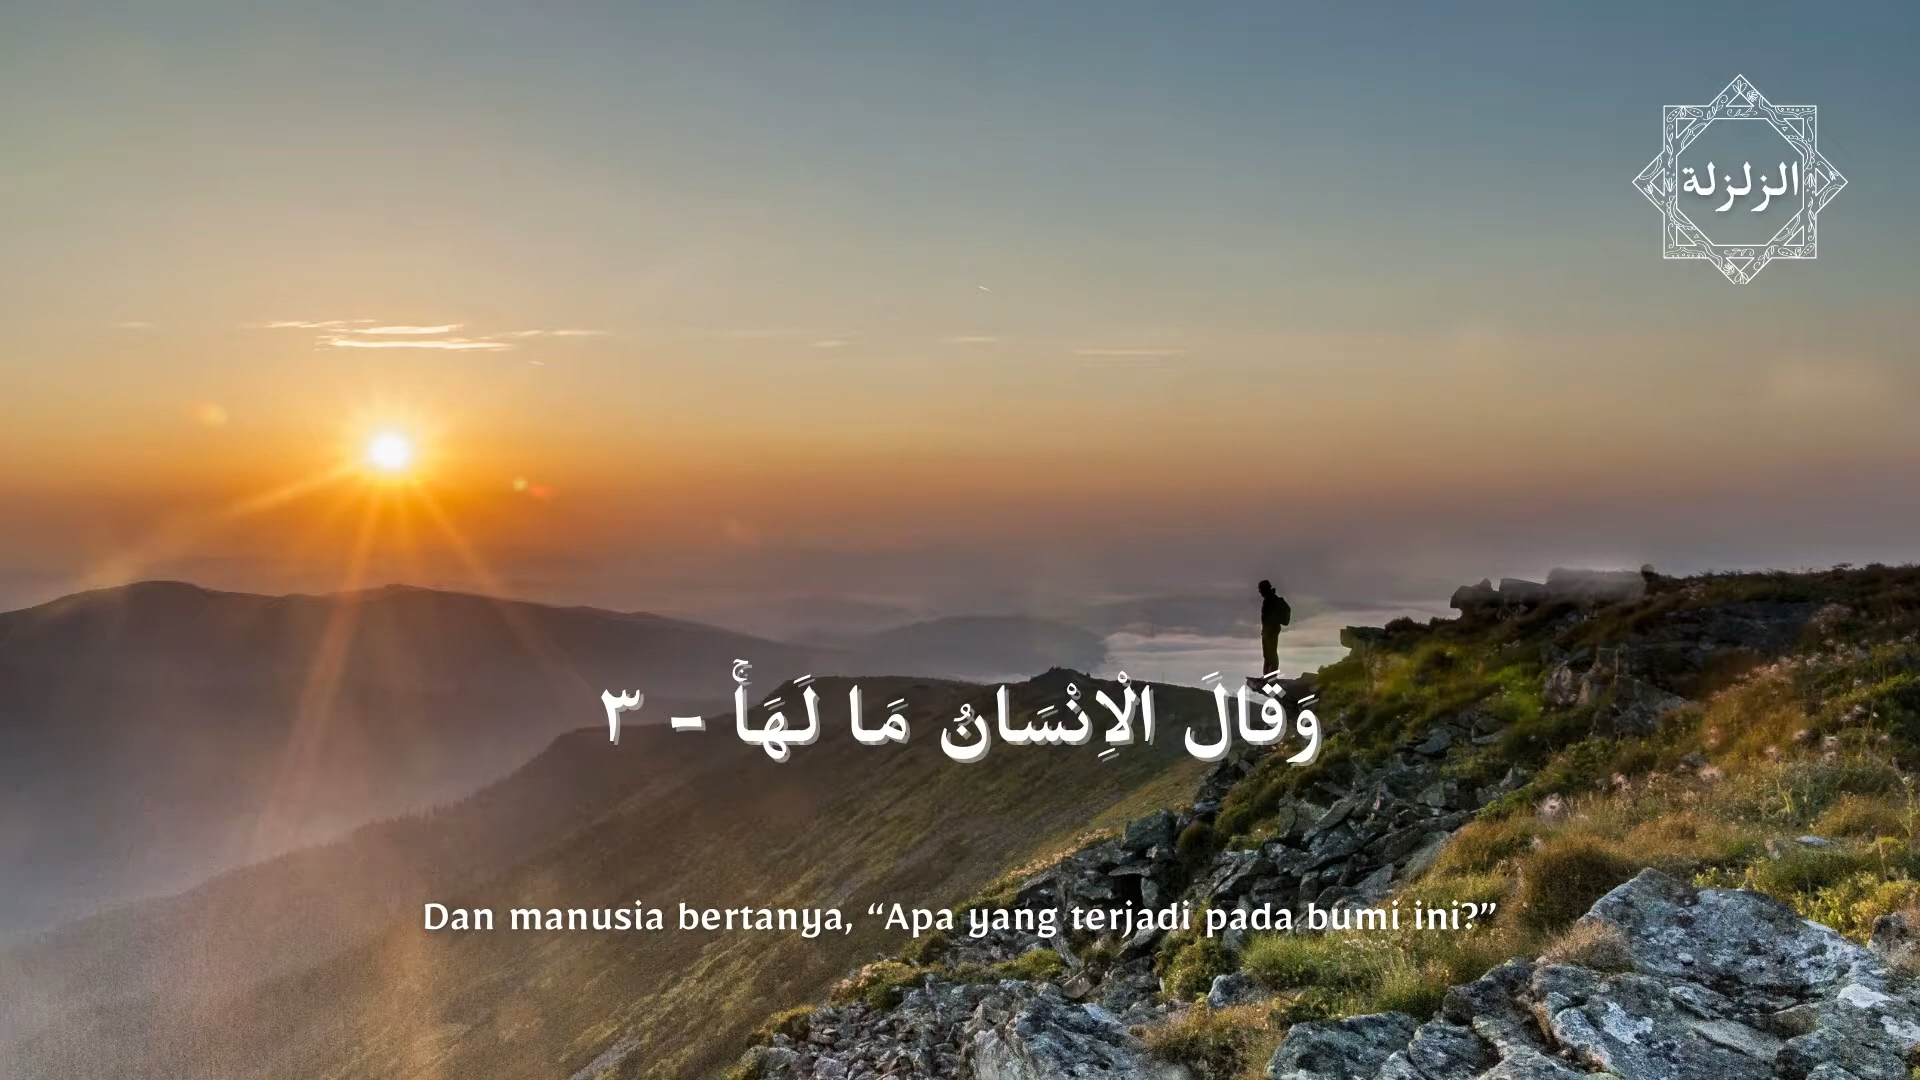 الزلزلة
وَقَالَ الْاِنْسَانُ مَا لَهَاۚ - ٣
Dan manusia bertanya, “Apa yang terjadi pada bumi ini?”